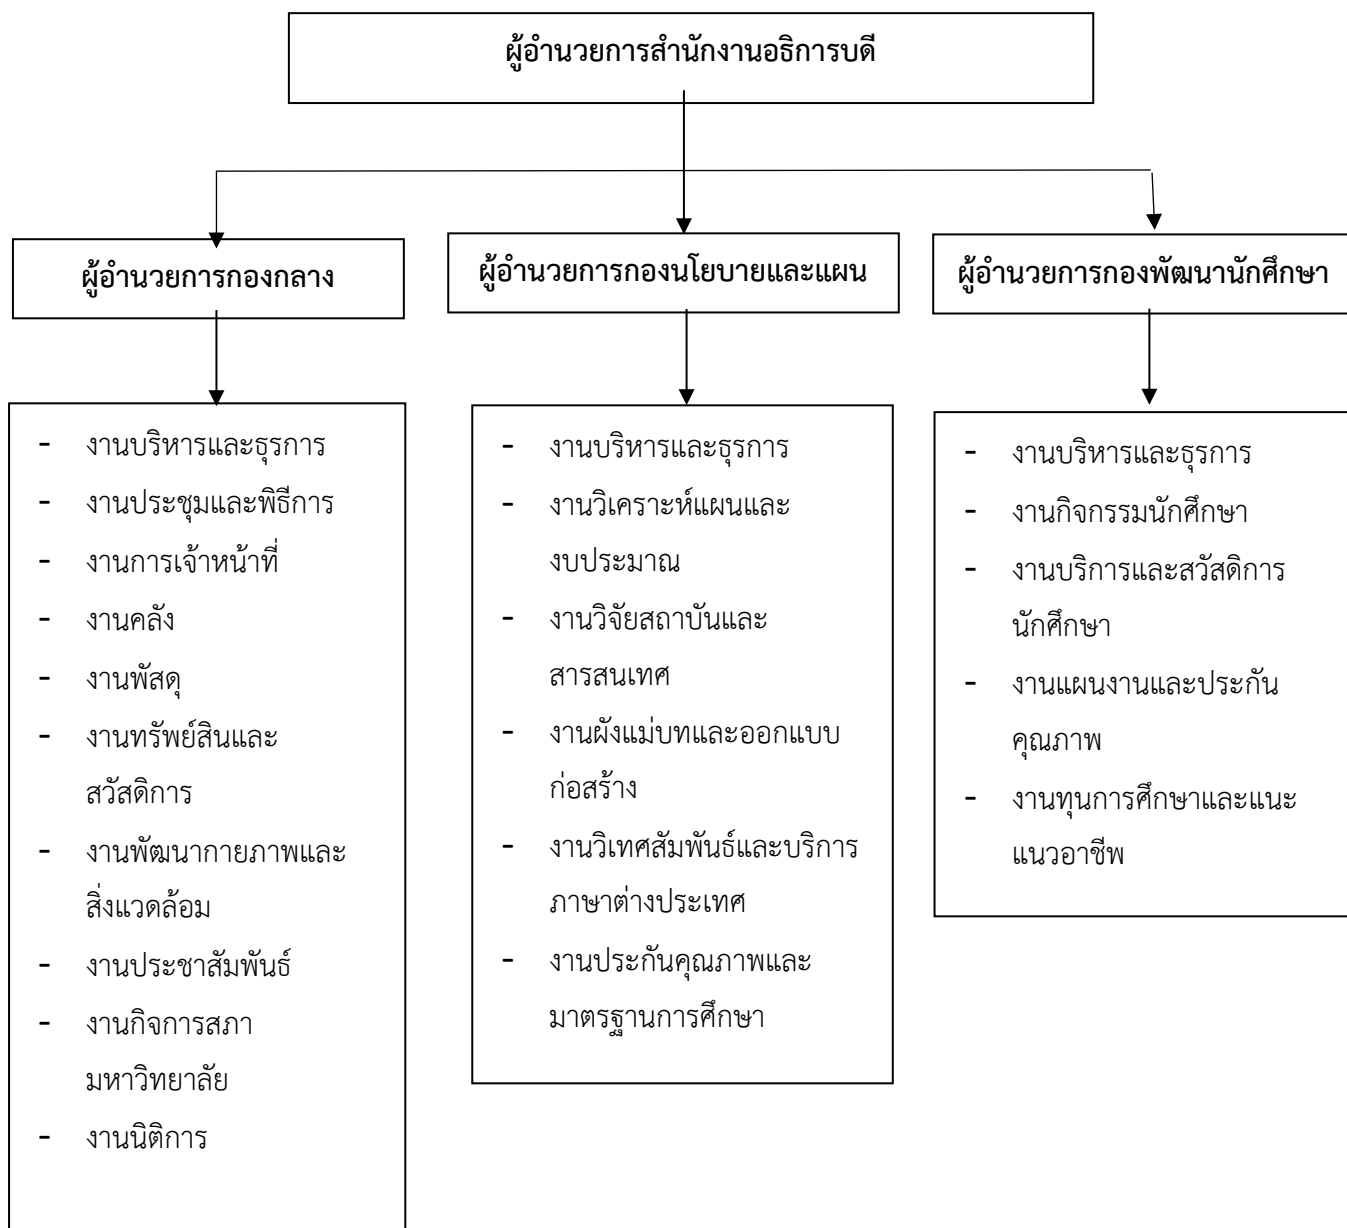 ผู้อำนวยการสำนักงานอธิการบดี
ผู้อำนวยการกองกลาง
- งานบริหารและธุรการ
- งานประชุมและพิธีการ
- งานการเจ้าหน้าที่
- งานคลัง
- งานพัสดุ
- งานทรัพย์สินและ
สวัสดิการ
- งานพัฒนากายภาพและ
สิ่งแวดล้อม
- งานประชาสัมพันธ์
- งานกิจการสภา
มหาวิทยาลัย
- งานนิติการ
ผู้อำนวยการกองนโยบายและแผน
- งานบริหารและธุรการ
- งานวิเคราะห์แผนและ
งบประมาณ
- งานวิจัยสถาบันและ
สารสนเทศ
- งานผังแม่บทและออกแบบ
ก่อสร้าง
- งานวิเทศสัมพันธ์และบริการ
ภาษาต่างประเทศ
- งานประกันคุณภาพและ
มาตรฐานการศึกษา
ผู้อำนวยการกองพัฒนานักศึกษา
- งานบริหารและธุรการ
- งานกิจกรรมนักศึกษา
- งานบริการและสวัสดิการ
นักศึกษา
- งานแผนงานและประกัน
คุณภาพ
- งานทุนการศึกษาและแนะ
แนวอาชีพ